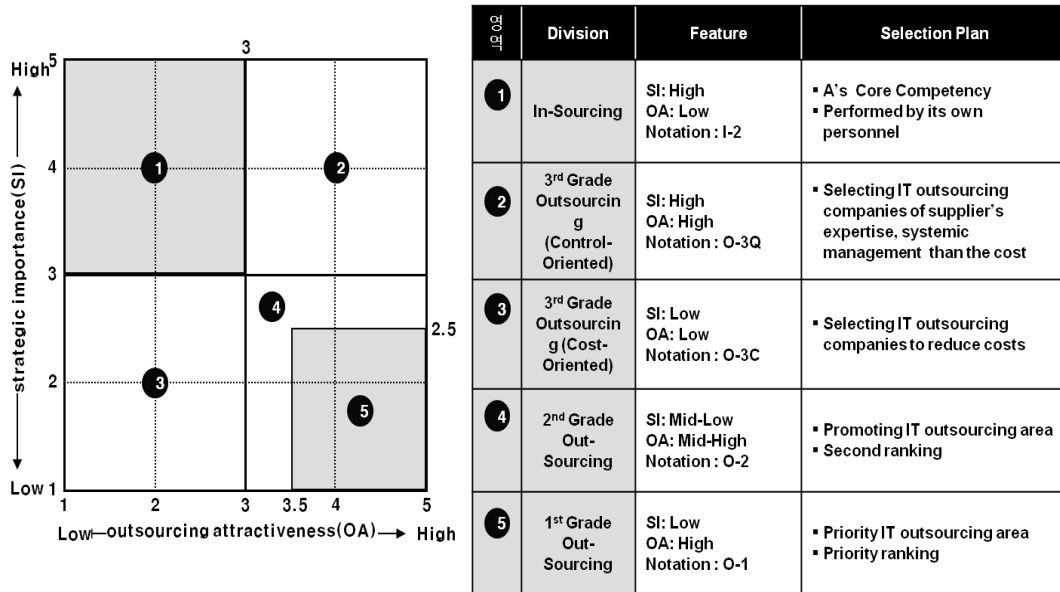 3
5
High
4
3
2
Low 1
strategic importance(SI)
1
2
3
4
5
2.5
1 2 3 3.5 4 5
Low outsourcing attractiveness(OA) High
영역 Division Feature Selection Plan
1
In-Sourcing
SI: High
OA: Low
Notation : I-2
▪ A's Core Competency
▪ Performed by its own
personnel
2
3rd Grade
Outsourcin
g
(Control-
Oriented)
SI: High
OA: High
Notation : O-3Q
▪ Selecting IT outsourcing
companies of supplier's
expertise, systemic
management than the cost
3
3rd Grade
Outsourcin
g (Cost-
Oriented)
SI: Low
OA: Low
Notation : O-3C
▪ Selecting IT outsourcing
companies to reduce costs
4
2nd Grade
Out-
Sourcing
SI: Mid-Low
OA: Mid-High
Notation : O-2
▪ Promoting IT outsourcing area
▪ Second ranking
5
1st Grade
Out-
Sourcing
SI: Low
OA: High
Notation : O-1
▪ Priority IT outsourcing area
▪ Priority ranking